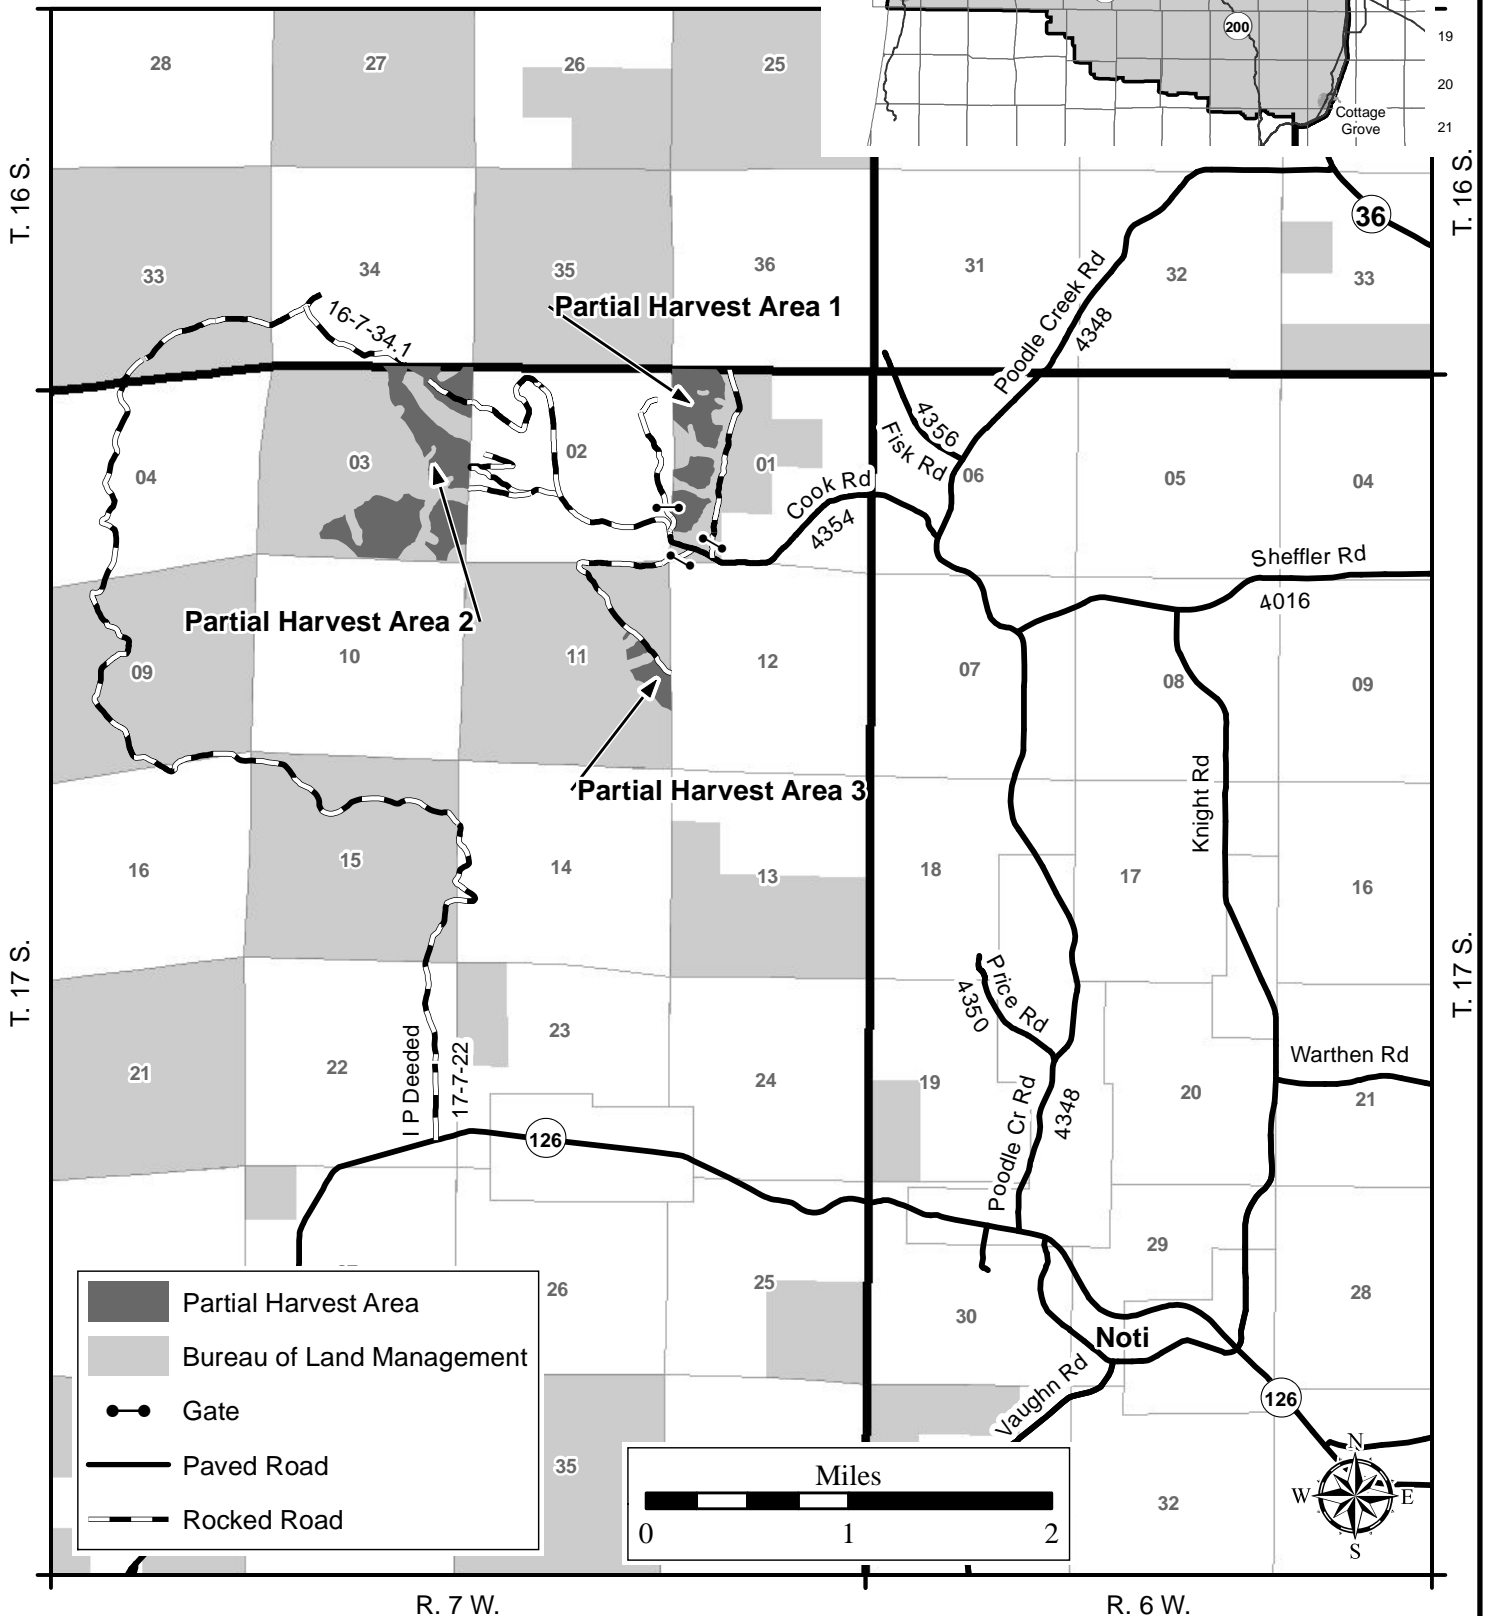 200
19
20
21
Cottage
Grove
28
27
26
25
T. 16 S.
T. 16 S.
36
33
34
35
36
31
32
33
Partial Harvest Area 1
16-7-34.1
Poodle Creek Rd
4348
4356
Fisk Rd
04
03
02
01
06
05
04
Cook Rd
4354
Sheffler Rd
4016
Partial Harvest Area 2
09
10
11
12
07
08
09
Partial Harvest Area 3
Knight Rd
16
15
14
13
18
17
16
T. 17 S.
T. 17 S.
Price Rd
4350
21
22
23
24
19
20
21
Warthen Rd
I P Deeded
17-7-22
126
Poodle Cr Rd
4348
26
25
30
29
28
Noti
Vaughn Rd
126
Partial Harvest Area
Bureau of Land Management
Gate
Paved Road
Rocked Road
35
32
Miles
0 1 2
N
W E
S
R. 7 W.
R. 6 W.